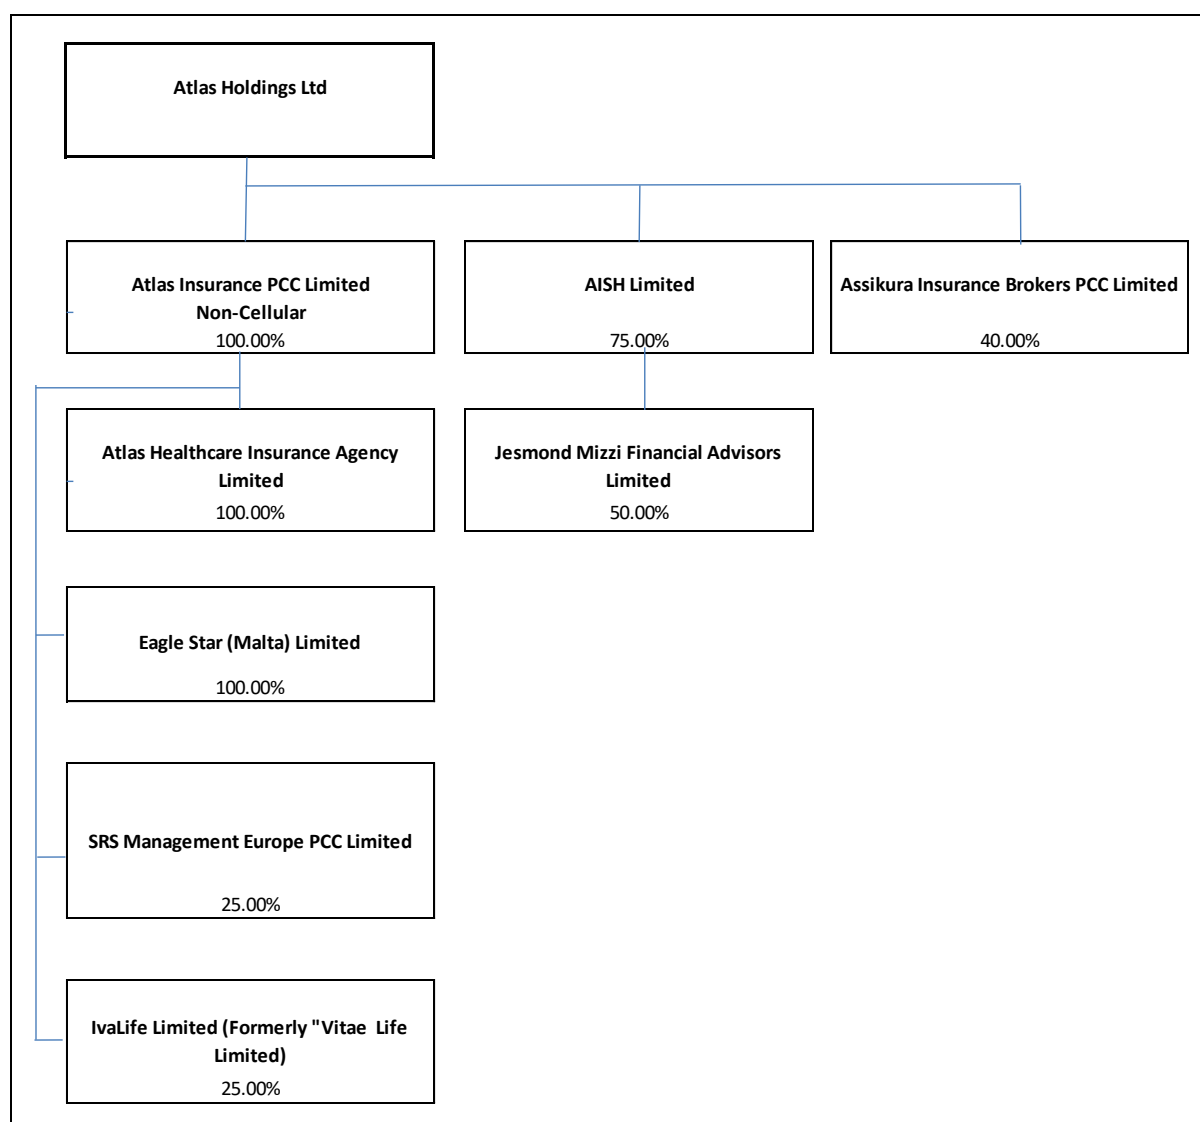 Atlas Holdings Ltd
Atlas Insurance PCC Limited
Non-Cellular
100.00%
AISH Limited
75.00%
Assikura Insurance Brokers PCC Limited
40.00%
Atlas Healthcare Insurance Agency
Limited
100.00%
Jesmond Mizzi Financial Advisors
Limited
50.00%
Eagle Star (Malta) Limited
100.00%
SRS Management Europe PCC Limited
25.00%
IvaLife Limited (Formerly "Vitae Life
Limited)
25.00%